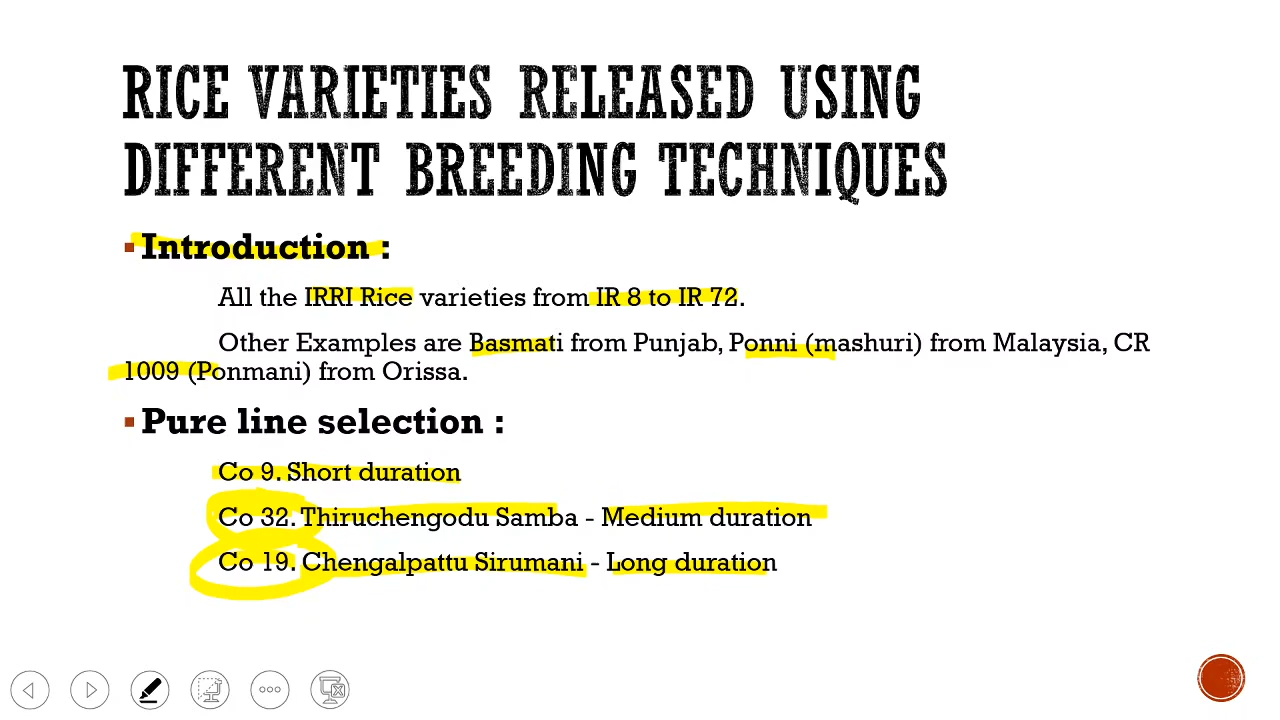 RICE VARIETIES RELEASED USING
DIFFERENT BREEDING TECHNIQUES
Introduction :
All the IRRI Rice varieties from IR 8 to IR 72.
Other Examples are Basmati from Punjab, Ponni (mashuri) from Malaysia, CR
1009 (Ponmani) from Orissa.
Pure line selection :
Co 9. Short duration
Co 32. Thiruchengodu Samba - Medium duration
Co 19. Chengalpattu Sirumani - Long duration